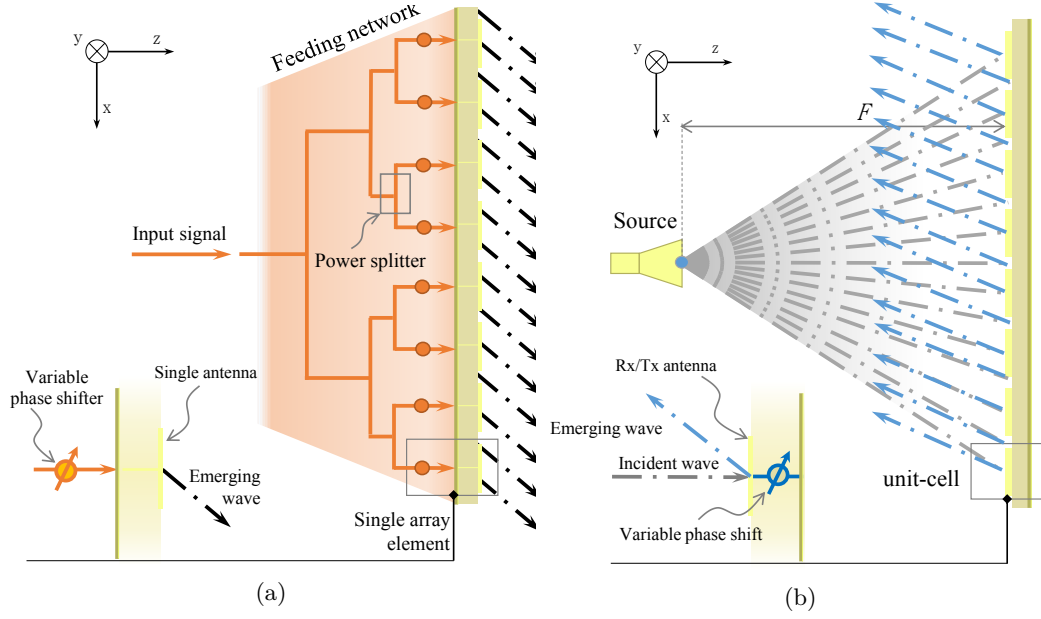 y
z
x
Feeding network
Input signal
Power splitter
Variable
phase shifter
Single antenna
Emerging
wave
Single array
element
(a)
y
z
x
F
Source
Rx/Tx antenna
Emerging wave
Incident wave
unit-cell
Variable phase shift
(b)